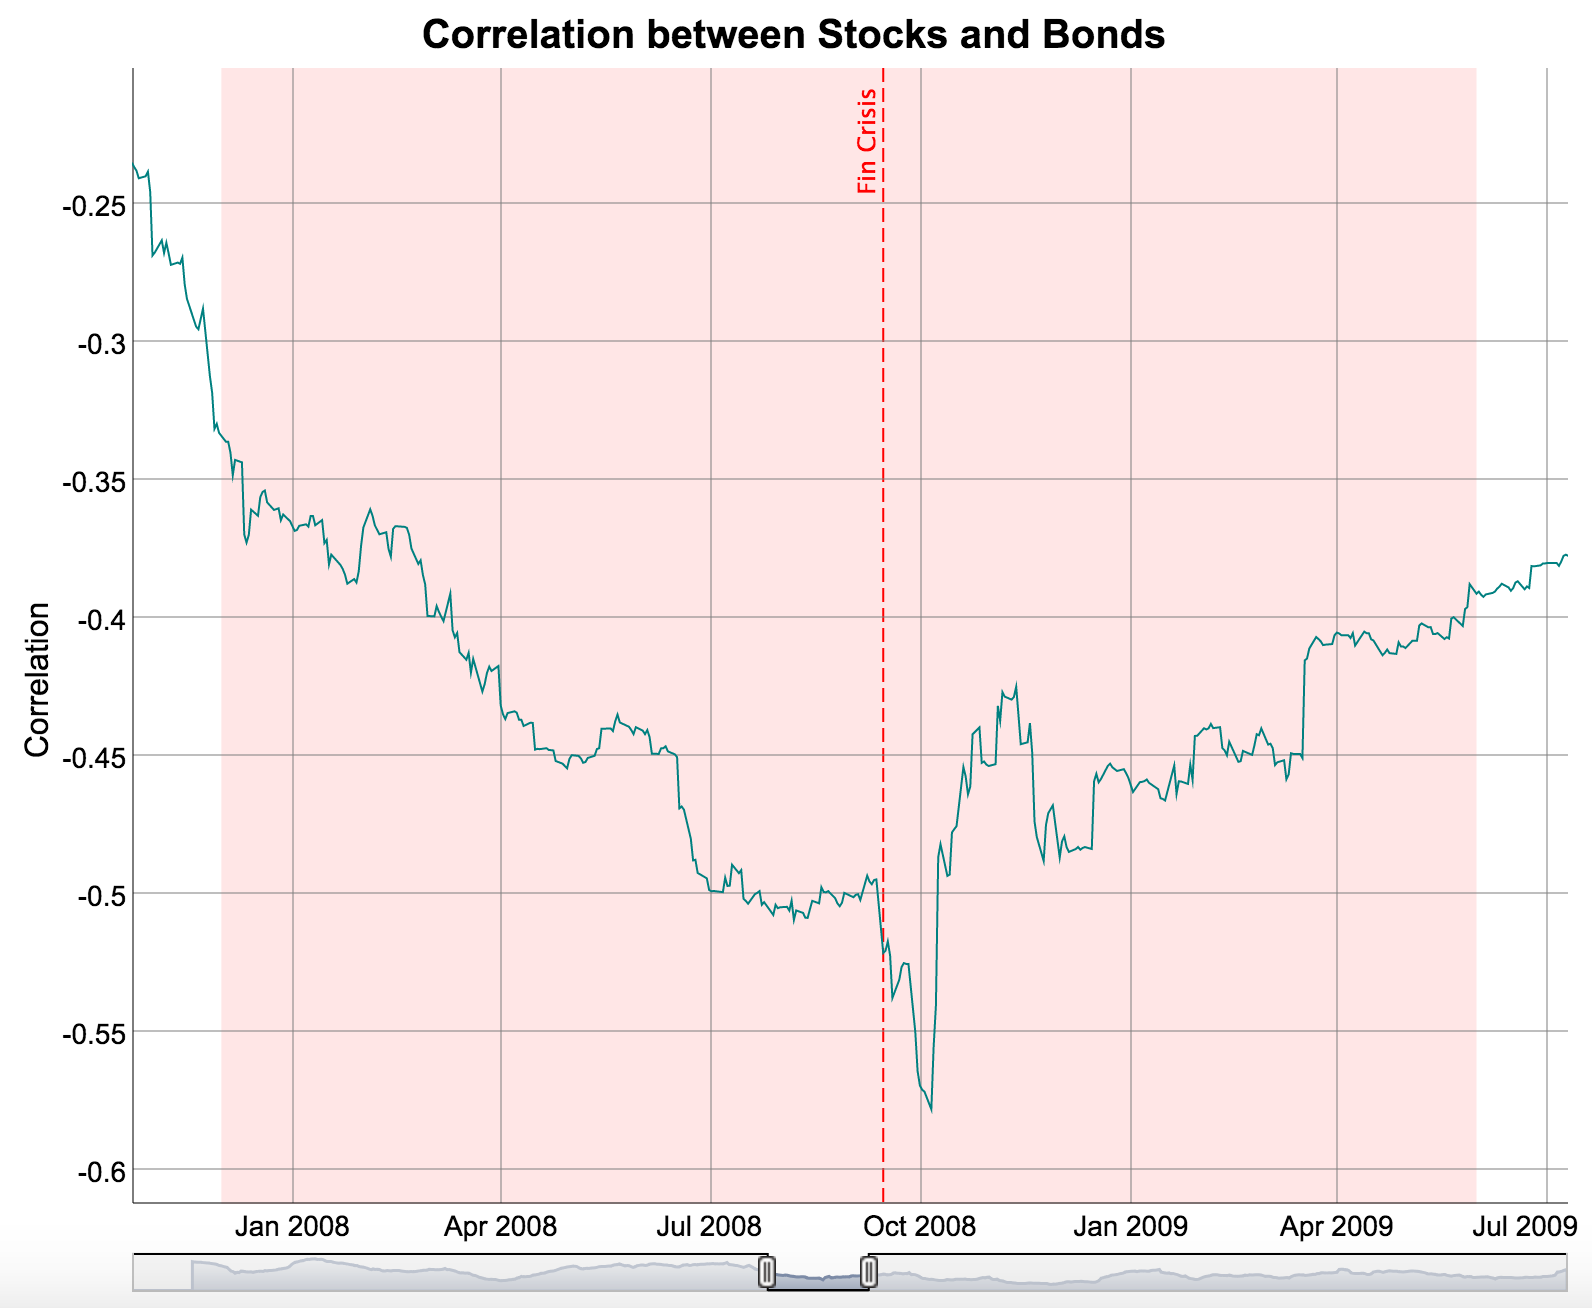 Correlation between Stocks and Bonds
Fin Crisis
-0.25
-0.3
-0.35
-0.4
-0.45
-0.5
-0.55
-0.6
Correlation
Jan 2008
Apr 2008
Jul 2008
Oct 2008
Jan 2009
Apr 2009
Jul 2009